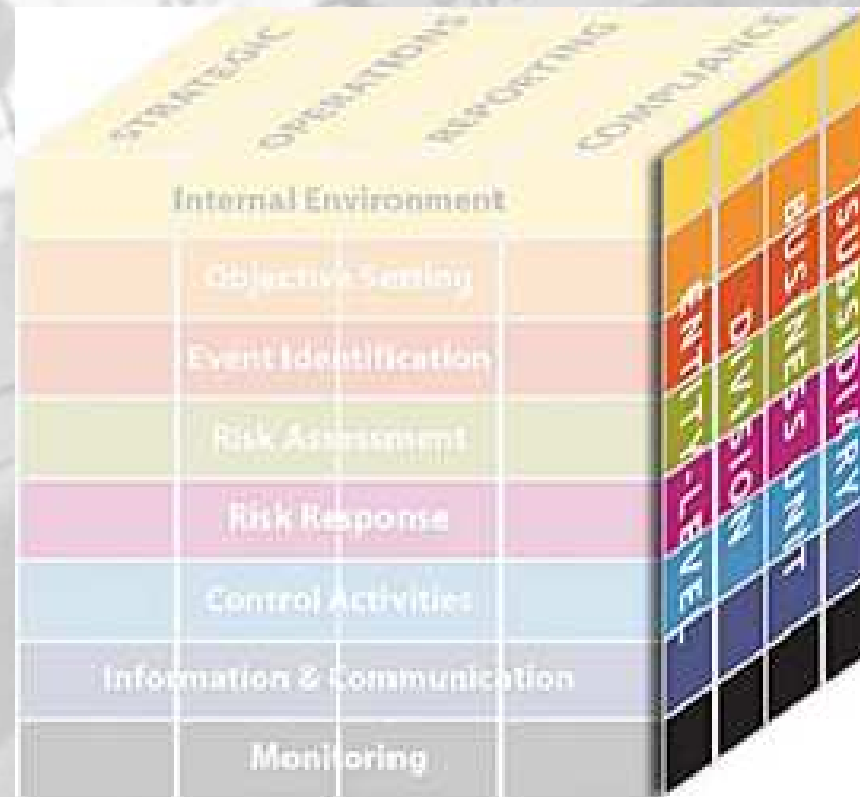 STRATEGIC
OPERATIONS
REPORTING
COMPLIANCE
Internal Environment
Objective Setting
Event Identification
Risk Assessment
Risk Response
Control Activities
Information & Communication
Monitoring
ENTITY-LEVEL
DIVISION
BUSINESS UNIT
SUBSIDIARY